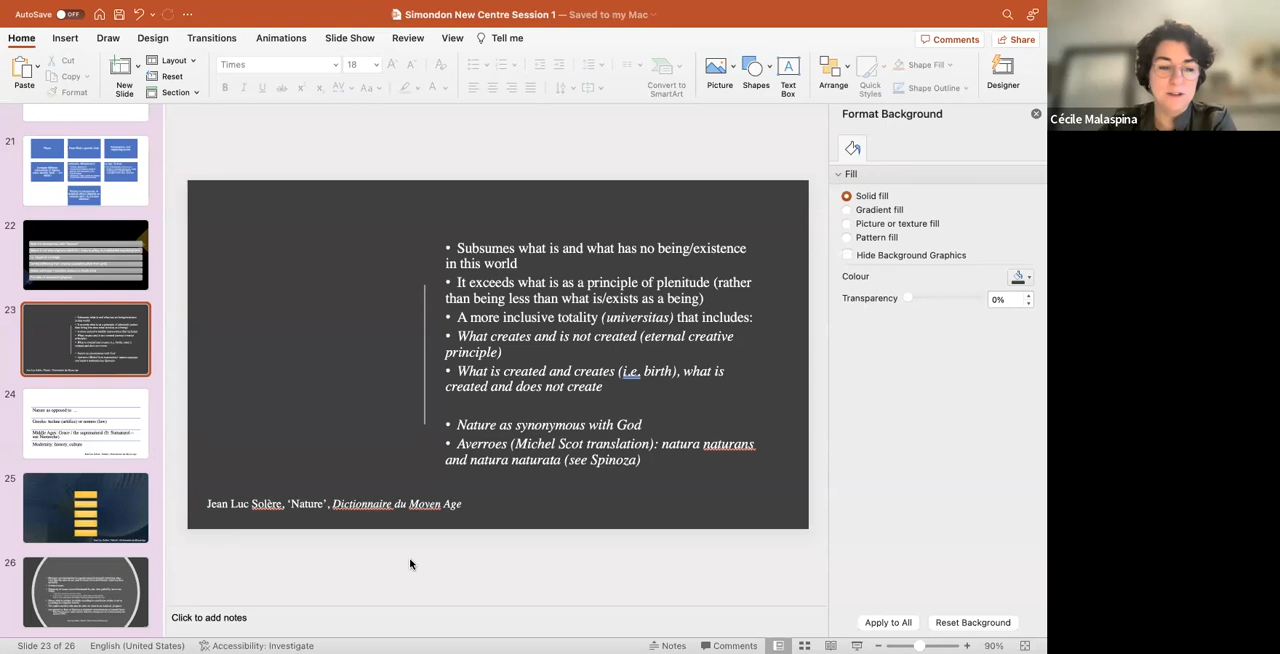 AutoSave OFF
Simondon New Centre Session 1 — Saved to my Mac
Home Insert Draw Design Transitions Animations Slide Show Review View Tell me
Comments Share
Paste
Cut
Copy
Format
New Slide
Layout
Reset
Section
Times 18
Convert to SmartArt
Picture
Shapes
Text Box
Arrange
Quick Styles
Shape Fill
Shape Outline
Designer
Cécile Malaspina
Format Background
Fill
Solid fill
Gradient fill
Picture or texture fill
Pattern fill
Hide Background Graphics
Colour
Transparency 0%
Apply to All Reset Background
21
22
23
24
Nature as opposed to ...
Modernity: history, culture
25
26
• Subsumes what is and what has no being/existence
in this world
• It exceeds what is as a principle of plenitude (rather
than being less than what is/exists as a being)
• A more inclusive totality (universitas) that includes:
• What creates and is not created (eternal creative
principle)
• What is created and creates (i.e. birth), what is
created and does not create
• Nature as synonymous with God
• Averroes (Michel Scot translation): natura naturans
and natura naturata (see Spinoza)
Jean Luc Solère, ‘Nature’, Dictionnaire du Moyen Age
Click to add notes
Slide 23 of 26 English (United States) Accessibility: Investigate
Notes Comments 90%